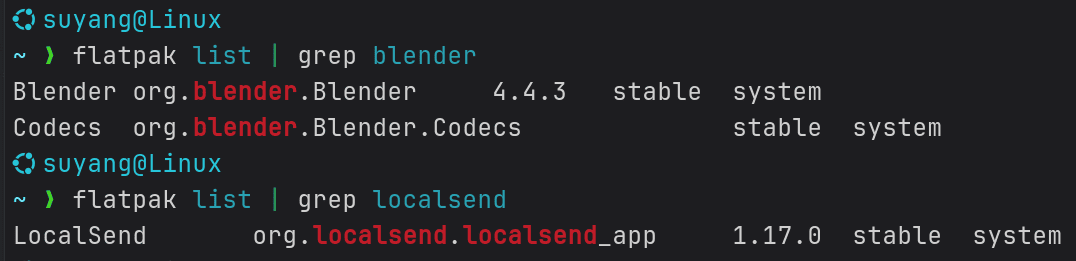 suyang@Linux
~ ❯ flatpak list | grep blender
Blender org.blender.Blender 4.4.3 stable system
Codecs org.blender.Blender.Codecs stable system
suyang@Linux
~ ❯ flatpak list | grep localsend
LocalSend org.localsend.localsend_app 1.17.0 stable system